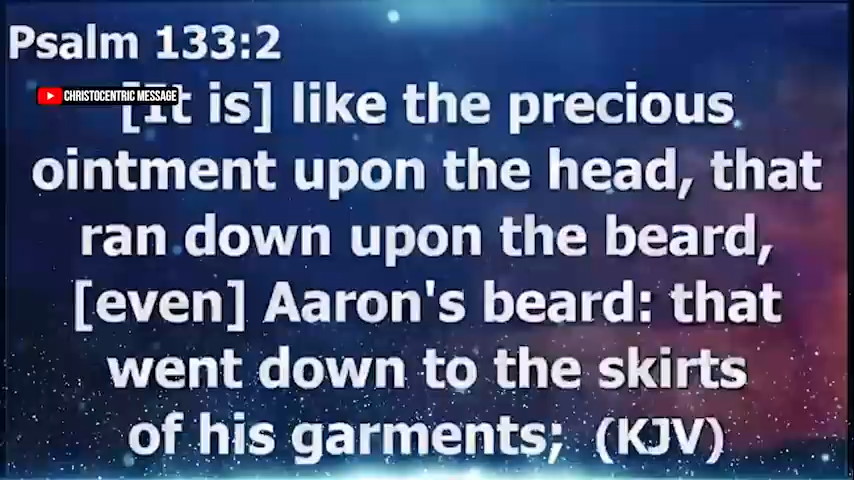 Psalm 133:2
CHRISTOCENTRIC MESSAGE
[It is] like the precious
ointment upon the head, that
ran down upon the beard,
[even] Aaron's beard: that
went down to the skirts
of his garments; (KJV)